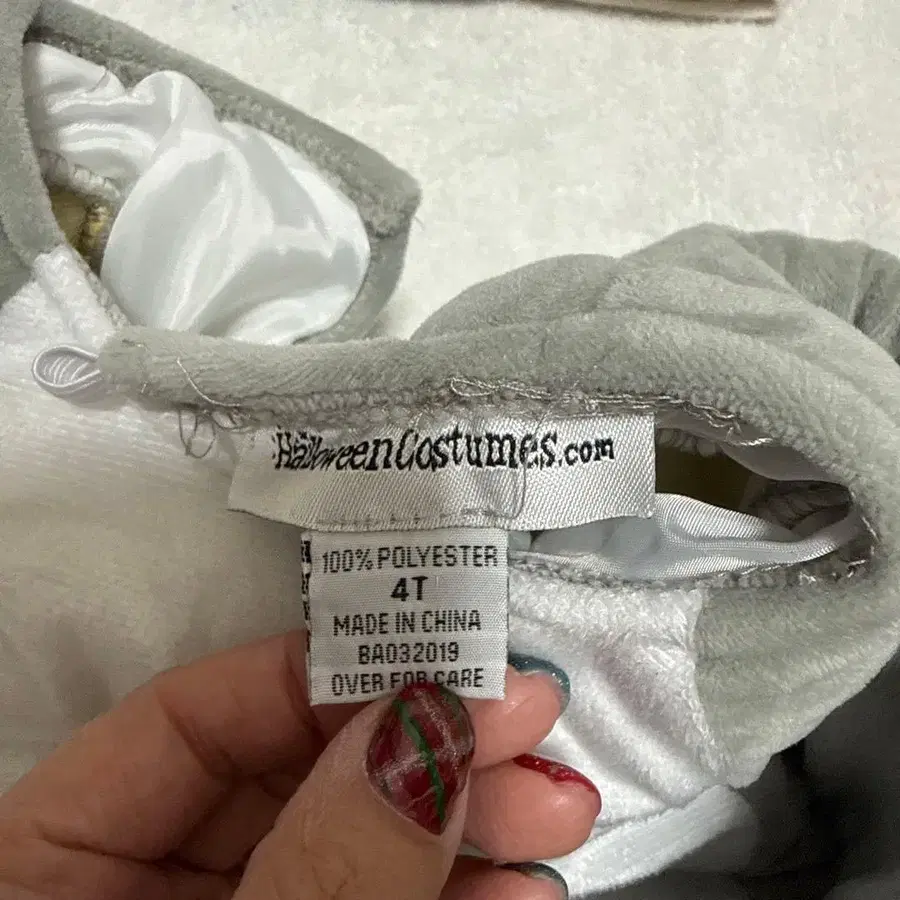 HalloweenCostumes.com
100% POLYESTER
4T
MADE IN CHINA
BA032019
OVER FOR CARE